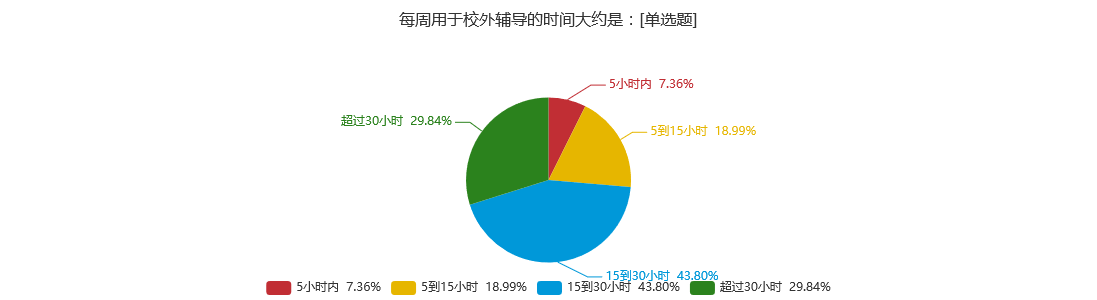 每周用于校外辅导的时间大约是：[单选题]
5小时内 7.36%
超过30小时 29.84%
5到15小时 18.99%
15到30小时 43.80%
5小时内 7.36% 5到15小时 18.99% 15到30小时 43.80% 超过30小时 29.84%